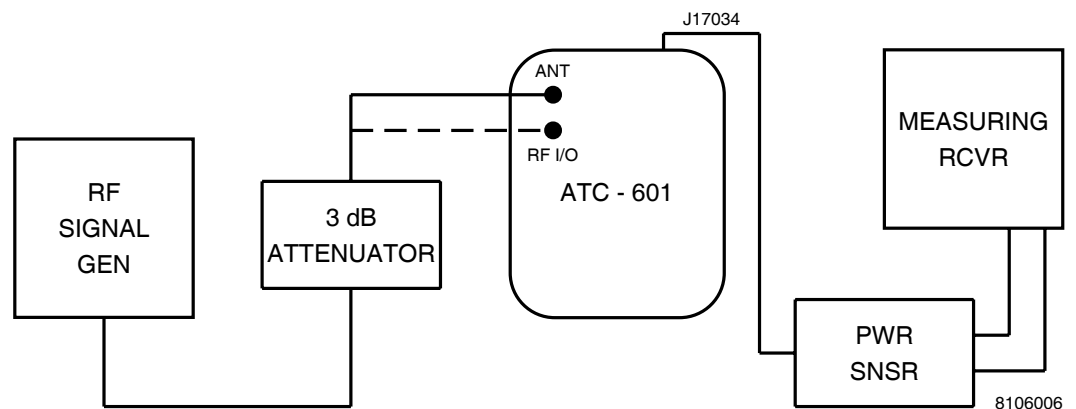 J17034
ANT
RF I/O
ATC - 601
MEASURING
RCVR
RF
SIGNAL
GEN
3 dB
ATTENUATOR
PWR
SNSR
8106006